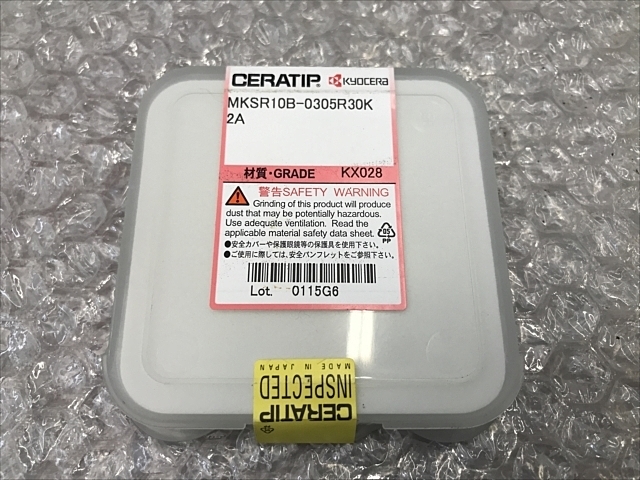 CERATIP® KYOCERA
MKSR10B-0305R30K
2A
材質・GRADE KX028
警告SAFETY WARNING
Grinding of this product will produce
dust that may be potentially hazardous.
Use adequate ventilation. Read the
applicable material safety data sheet.
05
PP
●安全カバーや保護眼鏡等の保護具を使用下さい。
●ご使用に際しては、安全パンフレットをご参照下さい。
Lot. 0115G6
MADE IN JAPAN
INSPECTED
CERATIP